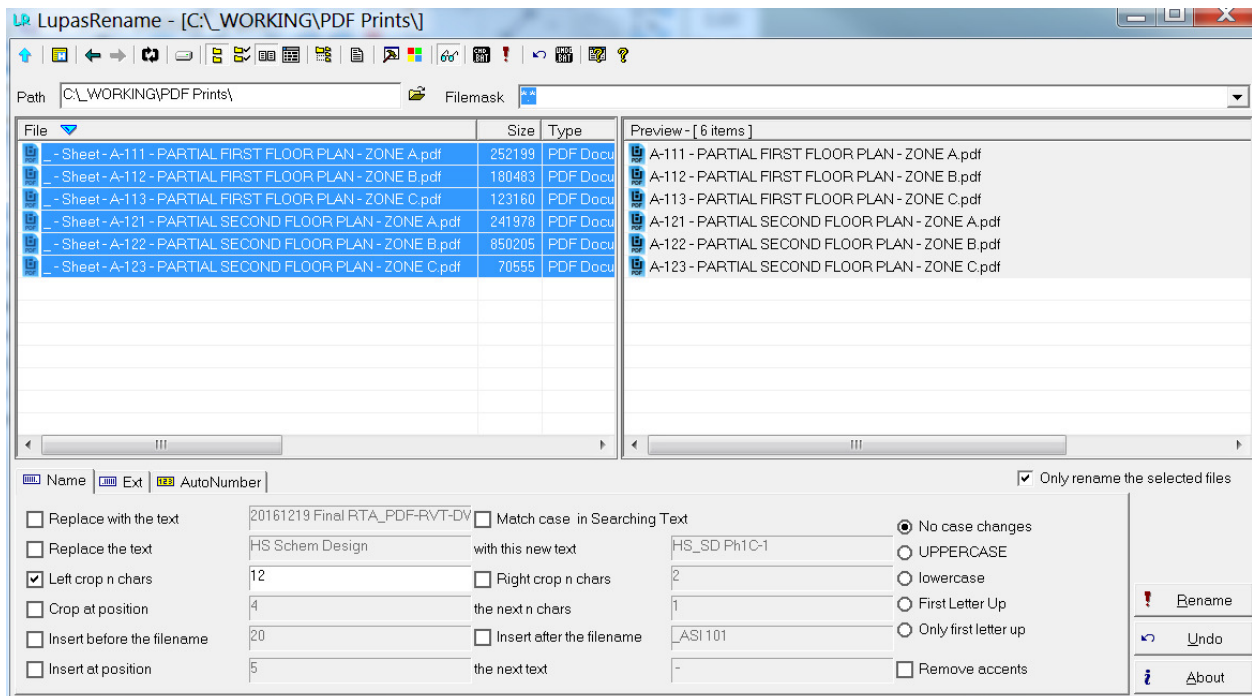 LR LupasRename - [C:\_WORKING\PDF Prints\]
CMD BAT UNDO BAT
Path C:\_WORKING\PDF Prints\ Filemask *.*
File Size Type Preview - [ 6 items ]
_ - Sheet - A-111 - PARTIAL FIRST FLOOR PLAN - ZONE A.pdf 252199 PDF Docu A-111 - PARTIAL FIRST FLOOR PLAN - ZONE A.pdf
_ - Sheet - A-112 - PARTIAL FIRST FLOOR PLAN - ZONE B.pdf 180483 PDF Docu A-112 - PARTIAL FIRST FLOOR PLAN - ZONE B.pdf
_ - Sheet - A-113 - PARTIAL FIRST FLOOR PLAN - ZONE C.pdf 123160 PDF Docu A-113 - PARTIAL FIRST FLOOR PLAN - ZONE C.pdf
_ - Sheet - A-121 - PARTIAL SECOND FLOOR PLAN - ZONE A.pdf 241978 PDF Docu A-121 - PARTIAL SECOND FLOOR PLAN - ZONE A.pdf
_ - Sheet - A-122 - PARTIAL SECOND FLOOR PLAN - ZONE B.pdf 850205 PDF Docu A-122 - PARTIAL SECOND FLOOR PLAN - ZONE B.pdf
_ - Sheet - A-123 - PARTIAL SECOND FLOOR PLAN - ZONE C.pdf 70555 PDF Docu A-123 - PARTIAL SECOND FLOOR PLAN - ZONE C.pdf
Name Ext 123 AutoNumber Only rename the selected files
Replace with the text 20161219 Final RTA_PDF-RVT-DV Match case in Searching Text No case changes
Replace the text HS Schem Design with this new text HS_SD Ph1C-1 UPPERCASE
Left crop n chars 12 Right crop n chars 2 lowercase
Crop at position 4 the next n chars 1 First Letter Up Rename
Insert before the filename 20 Insert after the filename _ASI 101 Only first letter up Undo
Insert at position 5 the next text - Remove accents About